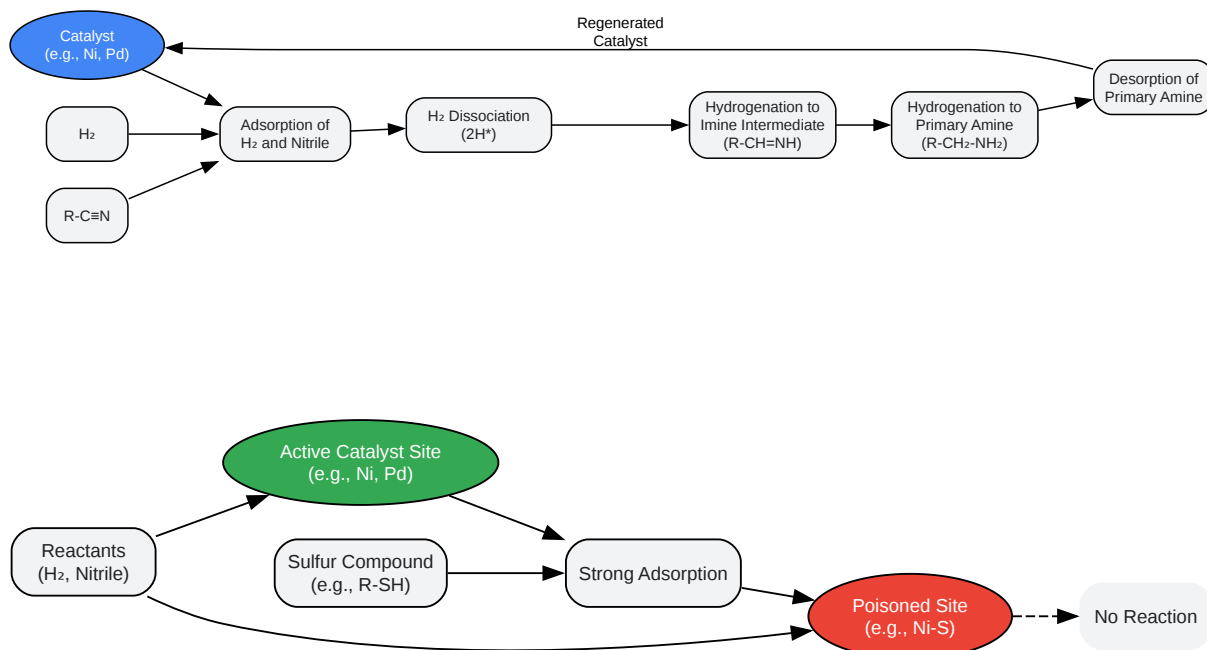 Regenerated
Catalyst
Catalyst
(e.g., Ni, Pd)
Desorption of
Primary Amine
H₂
Adsorption of
H₂ and Nitrile
H₂ Dissociation
(2H*)
Hydrogenation to
Imine Intermediate
(R-CH=NH)
Hydrogenation to
Primary Amine
(R-CH₂-NH₂)
R-C≡N
Active Catalyst Site
(e.g., Ni, Pd)
Reactants
(H₂, Nitrile)
Sulfur Compound
(e.g., R-SH)
Strong Adsorption
Poisoned Site
(e.g., Ni-S)
No Reaction